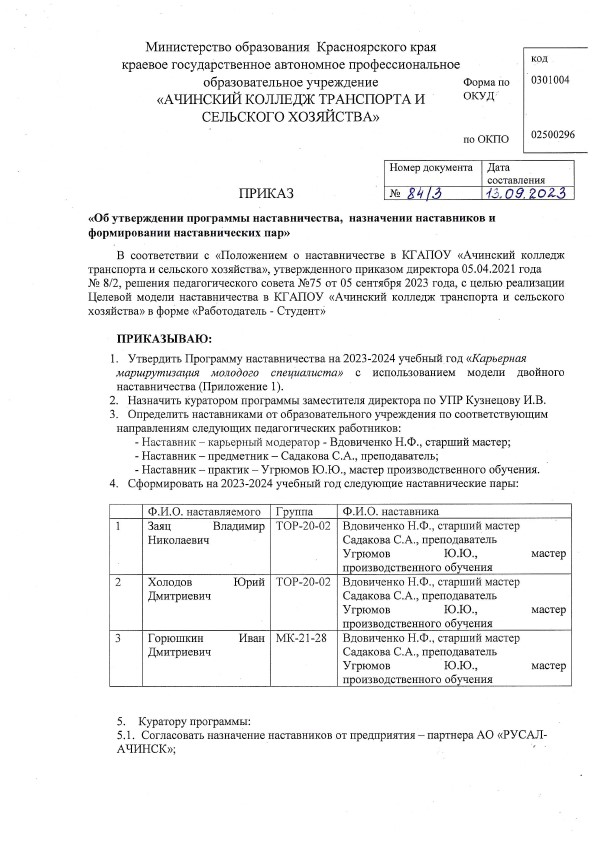 Министерство образования Красноярского края
краевое государственное автономное профессиональное
образовательное учреждение
«АЧИНСКИЙ КОЛЛЕДЖ ТРАНСПОРТА И
СЕЛЬСКОГО ХОЗЯЙСТВА»
код
Форма по ОКУД 0301004
по ОКПО 02500296
Номер документа Дата составления
№ 84/3 13.09.2023
ПРИКАЗ
«Об утверждении программы наставничества, назначении наставников и
формировании наставнических пар»
В соответствии с «Положением о наставничестве в КГАПОУ «Ачинский колледж
транспорта и сельского хозяйства», утвержденного приказом директора 05.04.2021 года
№ 8/2, решения педагогического совета №75 от 05 сентября 2023 года, с целью реализации
Целевой модели наставничества в КГАПОУ «Ачинский колледж транспорта и сельского
хозяйства» в форме «Работодатель - Студент»
ПРИКАЗЫВАЮ:
1. Утвердить Программу наставничества на 2023-2024 учебный год «Карьерная
маршрутизация молодого специалиста» с использованием модели двойного
наставничества (Приложение 1).
2. Назначить куратором программы заместителя директора по УПР Кузнецову И.В.
3. Определить наставниками от образовательного учреждения по соответствующим
направлениям следующих педагогических работников:
- Наставник – карьерный модератор - Вдовиченко Н.Ф., старший мастер;
- Наставник – предметник – Садакова С.А., преподаватель;
- Наставник – практик – Угрюмов Ю.Ю., мастер производственного обучения.
4. Сформировать на 2023-2024 учебный год следующие наставнические пары:
Ф.И.О. наставляемого Группа Ф.И.О. наставника
1 Заяц Владимир ТОР-20-02 Вдовиченко Н.Ф., старший мастер
Николаевич Садакова С.А., преподаватель
Угрюмов Ю.Ю., мастер
производственного обучения
2 Холодов Юрий ТОР-20-02 Вдовиченко Н.Ф., старший мастер
Дмитриевич Садакова С.А., преподаватель
Угрюмов Ю.Ю., мастер
производственного обучения
3 Горюшкин Иван МК-21-28 Вдовиченко Н.Ф., старший мастер
Дмитриевич Садакова С.А., преподаватель
Угрюмов Ю.Ю., мастер
производственного обучения
5. Куратору программы:
5.1. Согласовать назначение наставников от предприятия – партнера АО «РУСАЛ-
АЧИНСК»;